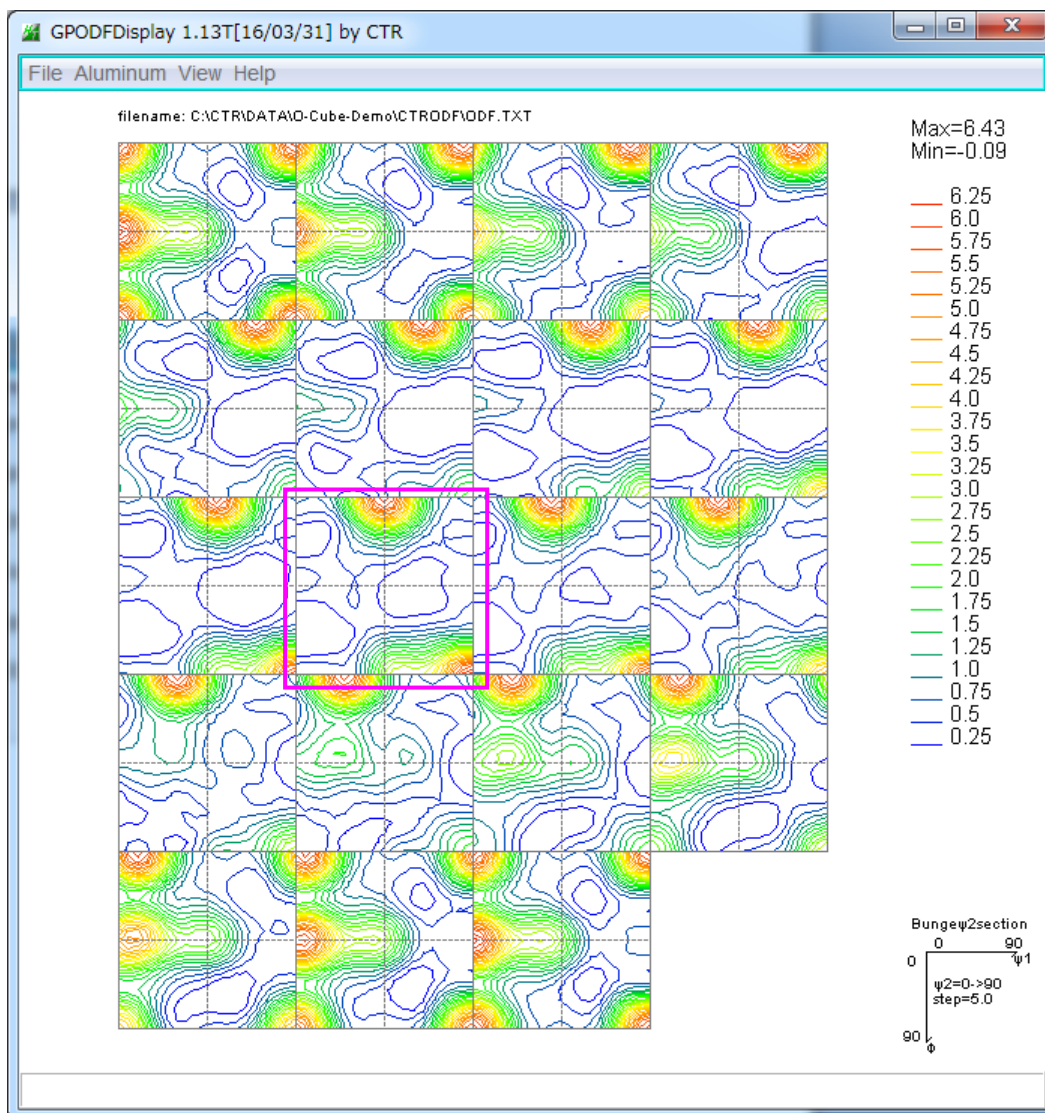 GPODFDisplay 1.13T[16/03/31] by CTR
File Aluminum View Help
filename: C:\CTR\DATA\O-Cube-Demo\CTRODF\ODF.TXT
Max=6.43
Min=-0.09
6.25
6.0
5.75
5.5
5.25
5.0
4.75
4.5
4.25
4.0
3.75
3.5
3.25
3.0
2.75
2.5
2.25
2.0
1.75
1.5
1.25
1.0
0.75
0.5
0.25
Bungeψ2section
0 90
0 ψ1
ψ2=0->90
step=5.0
90 Φ